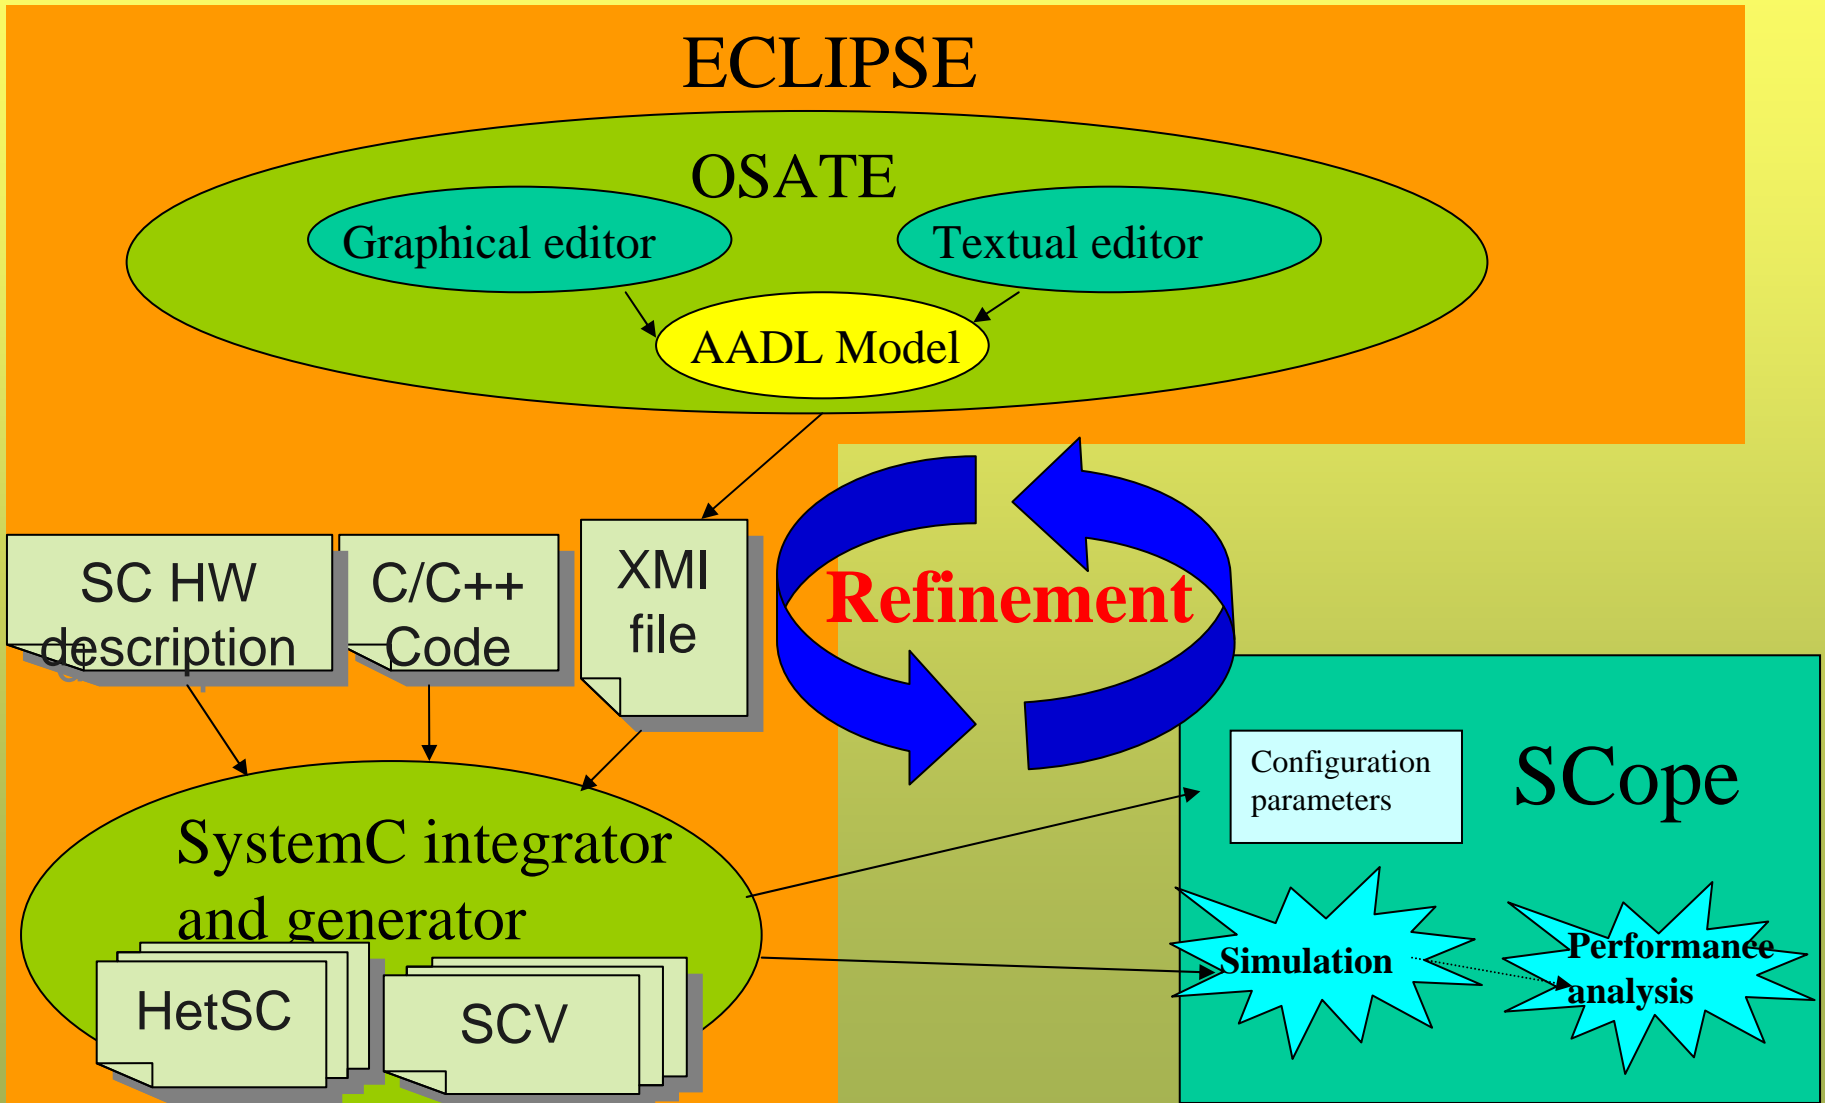 ECLIPSE
OSATE
Graphical editor
Textual editor
AADL Model
SC HW
description
C/C++
Code
XMI
file
Refinement
Configuration
parameters
SCope
SystemC integrator
and generator
HetSC
SCV
Simulation
Performance
analysis